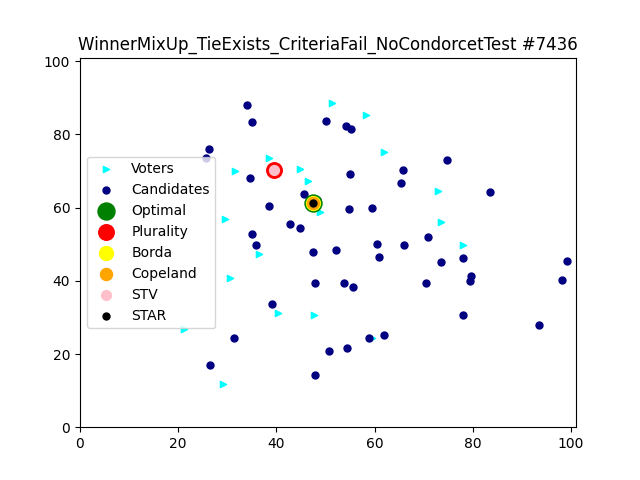 WinnerMixUp_TieExists_CriteriaFail_NoCondorcetTest #7436
100
80
60
40
20
0
Voters
Candidates
Optimal
Plurality
Borda
Copeland
STV
STAR
0 20 40 60 80 100